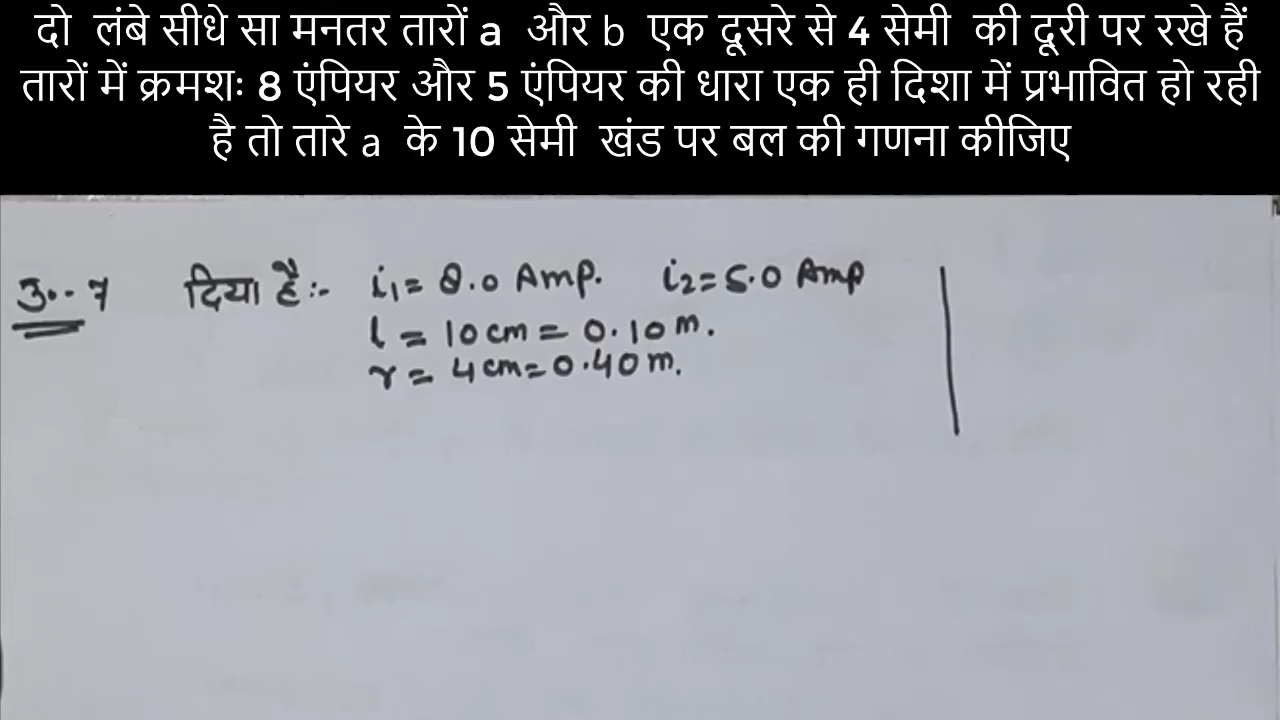 दो लंबे सीधे सा मनतर तारों a और b एक दूसरे से 4 सेमी की दूरी पर रखे हैं
तारों में क्रमशः 8 एंपियर और 5 एंपियर की धारा एक ही दिशा में प्रभावित हो रही
है तो तारे a के 10 सेमी खंड पर बल की गणना कीजिए
उ०-7 दिया है:- i₁= 8.0 Amp. i₂=5.0 Amp
l = 10 cm = 0.10 m.
r = 4 cm= 0.40 m.